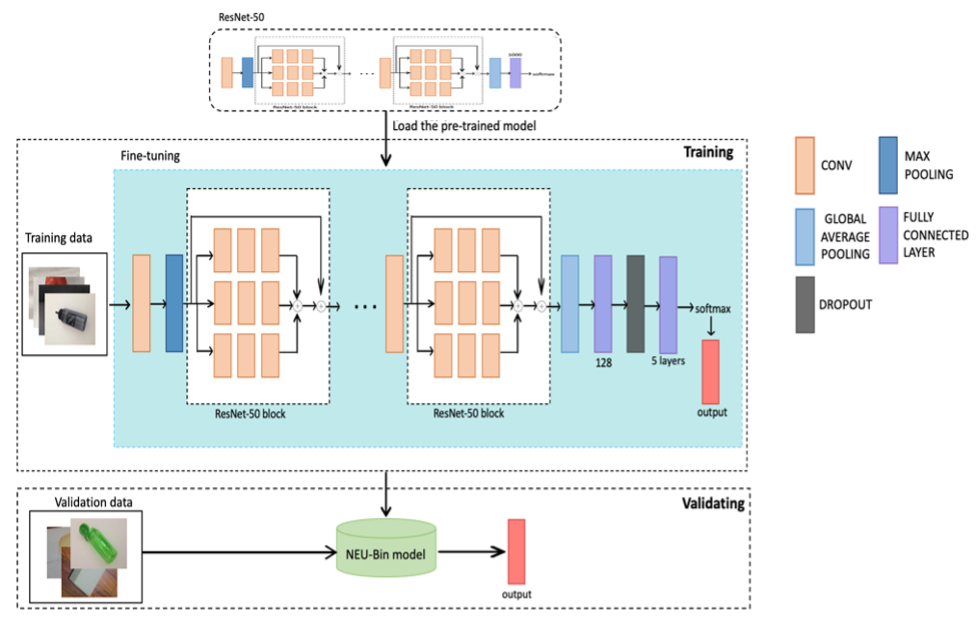 ResNet-50
ResNet-50 block
ResNet-50 block
softmax
Load the pre-trained model
Fine-tuning
Training
Training data
CONV
MAX
POOLING
GLOBAL
AVERAGE
POOLING
FULLY
CONNECTED
LAYER
DROPOUT
softmax
128
5 layers
ResNet-50 block
ResNet-50 block
output
Validation data
Validating
NEU-Bin model
output